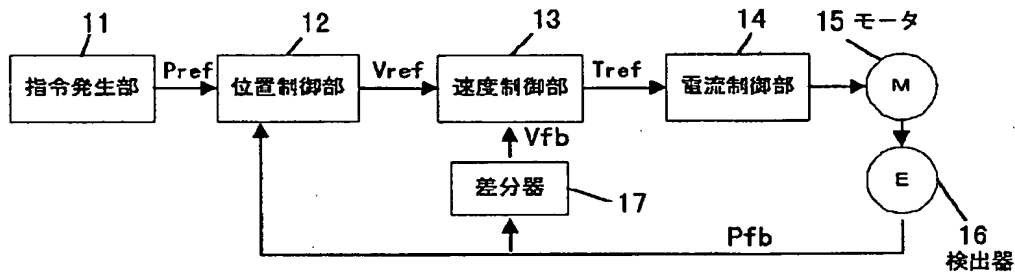 11
12
13
14
15 モータ
指令発生部
Pref
位置制御部
Vref
速度制御部
Tref
電流制御部
M
Vfb
差分器
17
E
Pfb
16
検出器